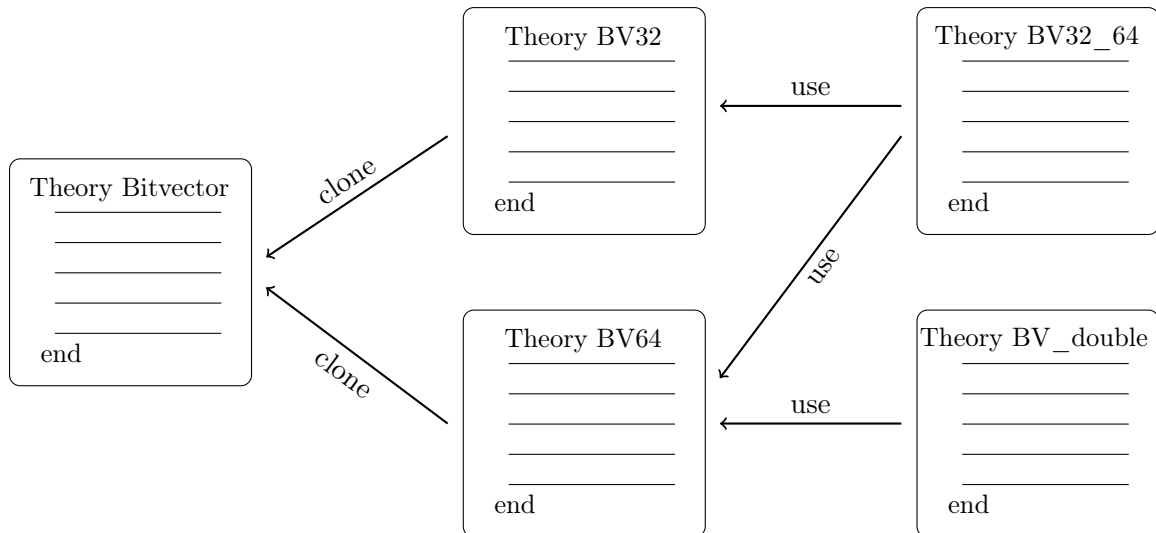 Theory Bitvector
end
clone
clone
Theory BV32
end
Theory BV64
end
use
use
use
Theory BV32_64
end
Theory BV_double
end